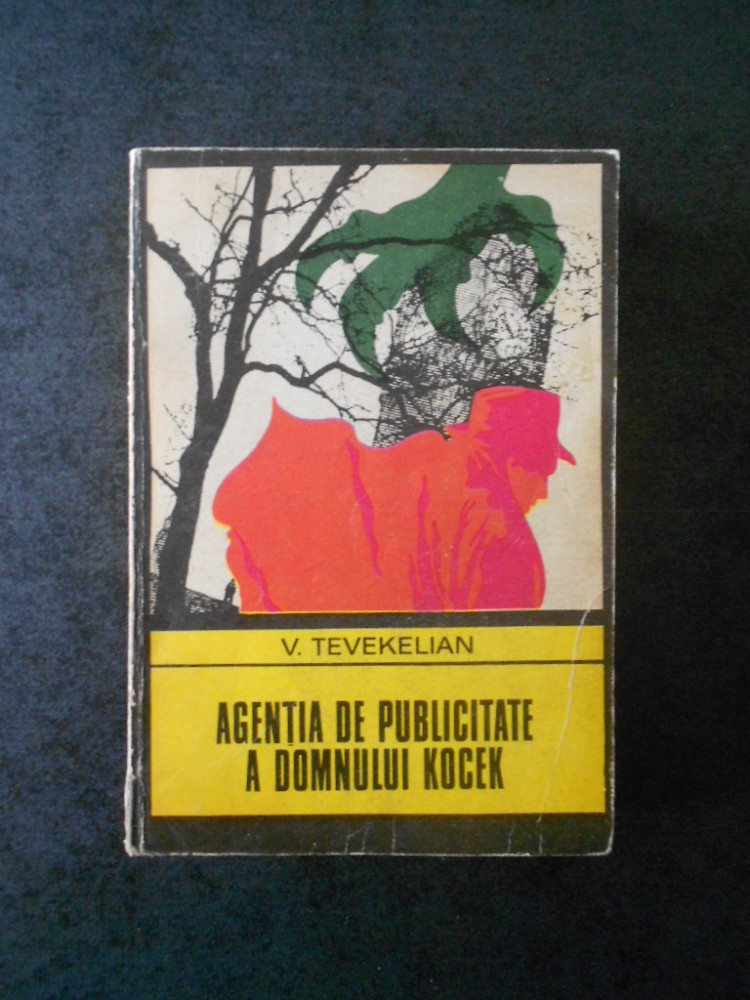 V. TEVEKELIAN
AGENȚIA DE PUBLICITATE
A DOMNULUI KOCEK